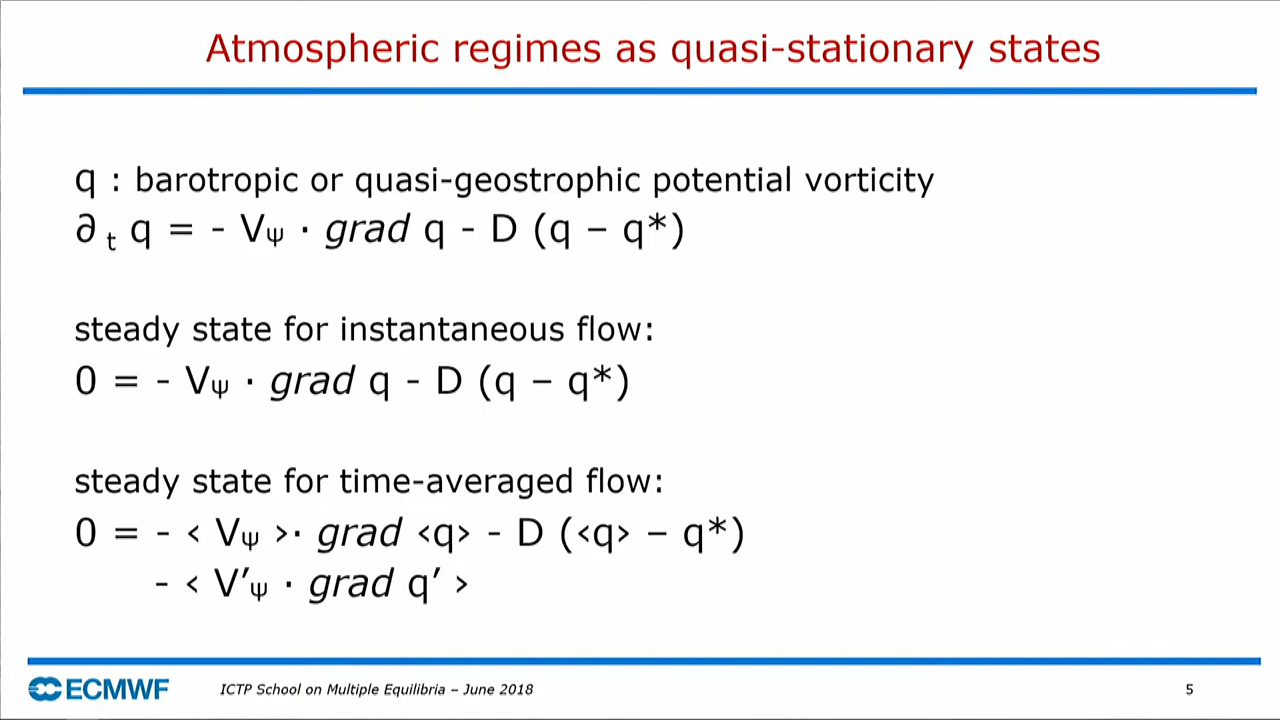 Atmospheric regimes as quasi-stationary states
q : barotropic or quasi-geostrophic potential vorticity
∂ t q = - Vψ · grad q - D (q – q*)
steady state for instantaneous flow:
0 = - Vψ · grad q - D (q – q*)
steady state for time-averaged flow:
0 = - ‹ Vψ ›· grad ‹q› - D (‹q› – q*)
- ‹ V’ψ · grad q’ ›
ECMWF
ICTP School on Multiple Equilibria – June 2018
5